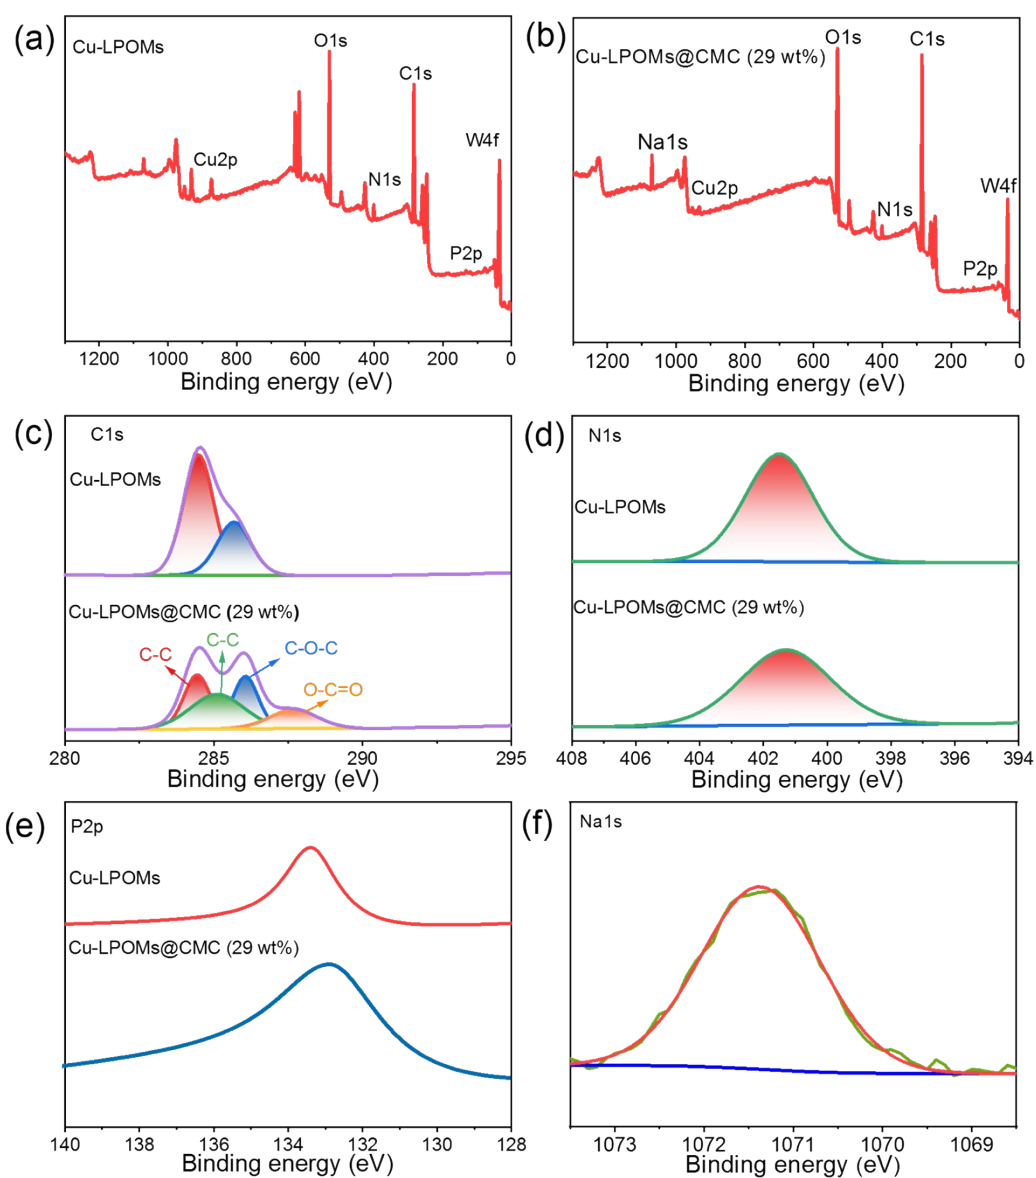 (a)
Cu-LPOMs
O1s
C1s
W4f
Cu2p
N1s
P2p
1200 1000 800 600 400 200 0
Binding energy (eV)
(b)
Cu-LPOMs@CMC (29 wt%)
O1s
C1s
Na1s
Cu2p
N1s
W4f
P2p
1200 1000 800 600 400 200 0
Binding energy (eV)
(c)
C1s
Cu-LPOMs
Cu-LPOMs@CMC (29 wt%)
C-C
C-C
C-O-C
O-C=O
280 285 290 295
Binding energy (eV)
(d)
N1s
Cu-LPOMs
Cu-LPOMs@CMC (29 wt%)
408 406 404 402 400 398 396 394
Binding energy (eV)
(e)
P2p
Cu-LPOMs
Cu-LPOMs@CMC (29 wt%)
140 138 136 134 132 130 128
Binding energy (eV)
(f)
Na1s
1073 1072 1071 1070 1069
Binding energy (eV)